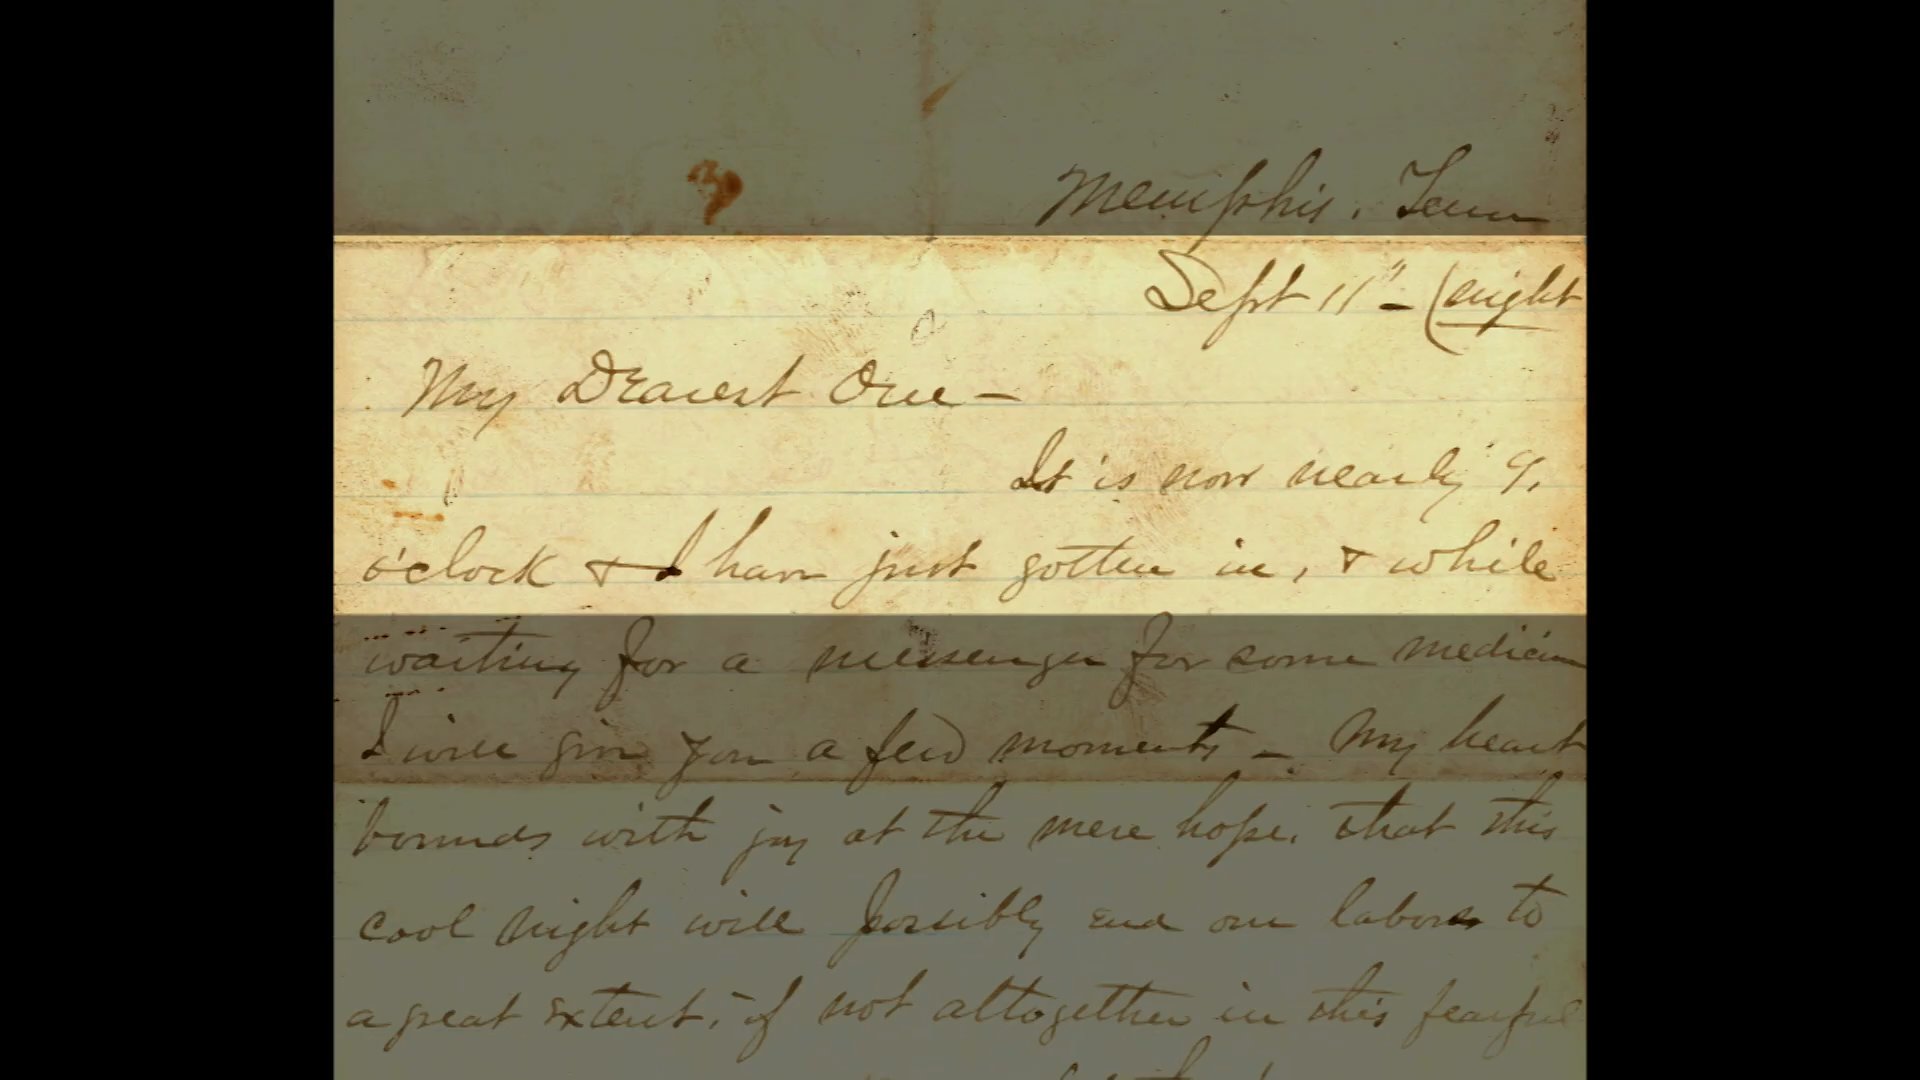 Memphis, Tenn
Sept 11" - (night
My Dearest One -
It is now nearly 9,
o'clock & I have just gotten in, & while
waiting for a messenger for some medicine
I will give you a few moments - My heart
bounds with joy at the mere hope, that this
cool night will possibly end our labors to
a great extent, if not altogether in this fearful